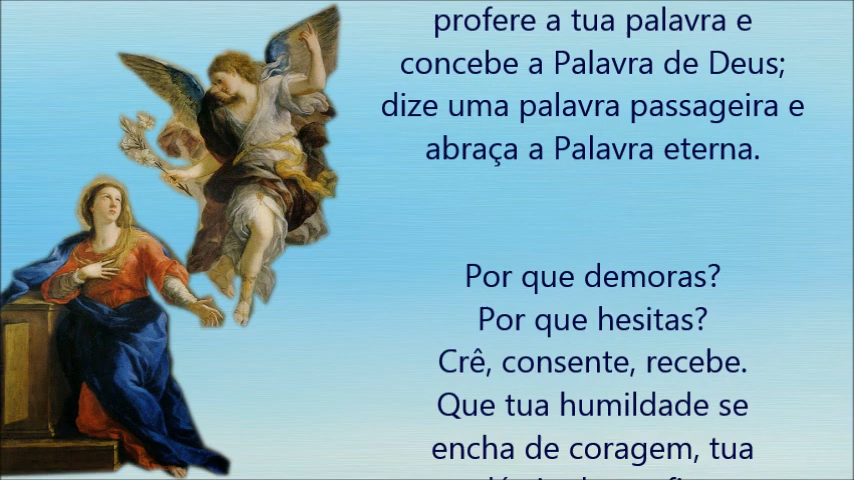 profere a tua palavra e
concebe a Palavra de Deus;
dize uma palavra passageira e
abraça a Palavra eterna.
Por que demoras?
Por que hesitas?
Crê, consente, recebe.
Que tua humildade se
encha de coragem, tua